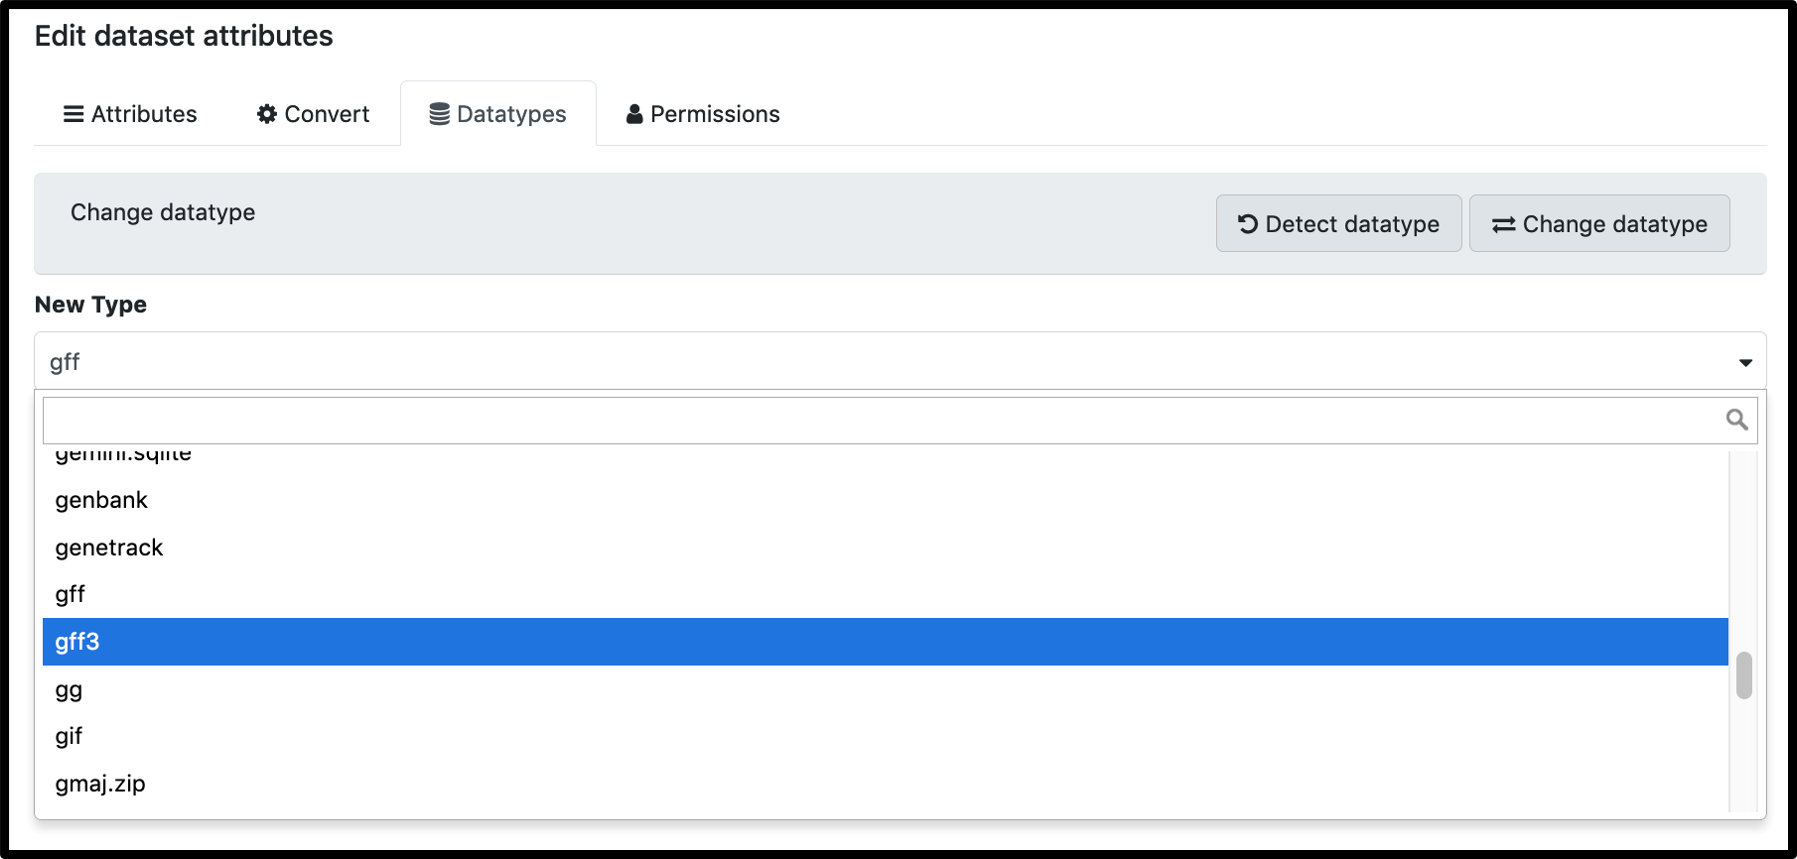 Edit dataset attributes
Attributes Convert Datatypes Permissions
Change datatype Detect datatype Change datatype
New Type
gff
gemini.sqlite
genbank
genetrack
gff
gff3
gg
gif
gmaj.zip